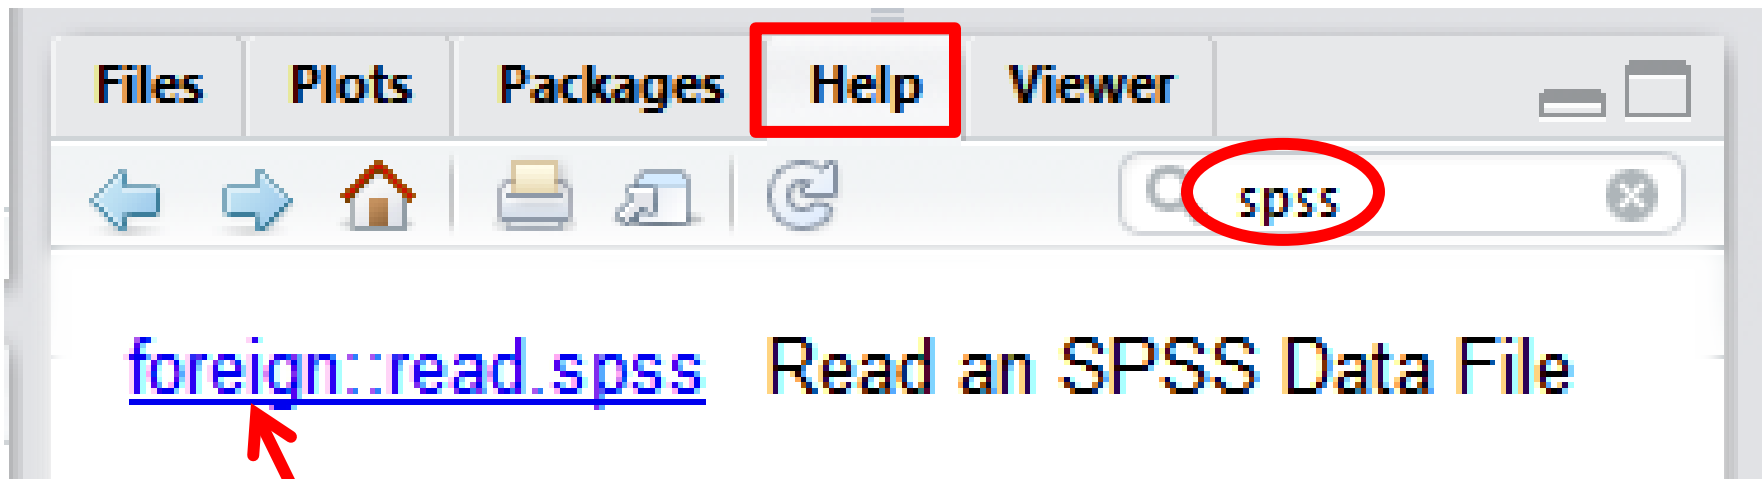 Files Plots Packages Help Viewer
spss
foreign::read.spss Read an SPSS Data File